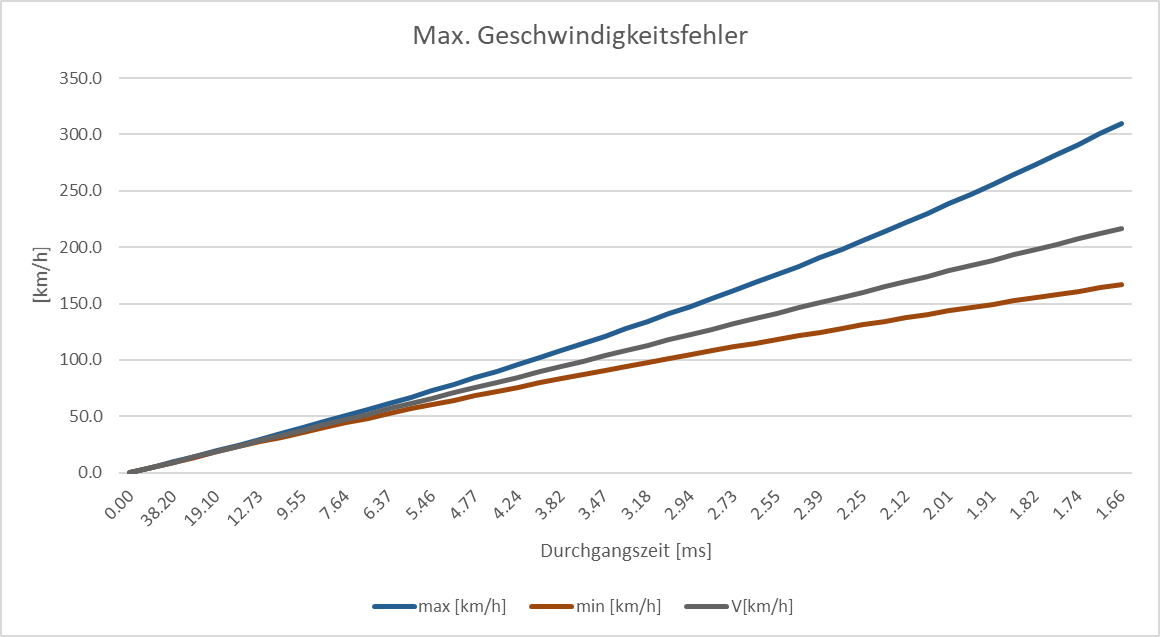 Max. Geschwindigkeitsfehler
350.0
300.0
250.0
200.0
150.0
100.0
50.0
0.0
[km/h]
0.00 38.20 19.10 12.73 9.55 7.64 6.37 5.46 4.77 4.24 3.82 3.47 3.18 2.94 2.73 2.55 2.39 2.25 2.12 2.01 1.91 1.82 1.74 1.66
Durchgangszeit [ms]
max [km/h] min [km/h] V[km/h]